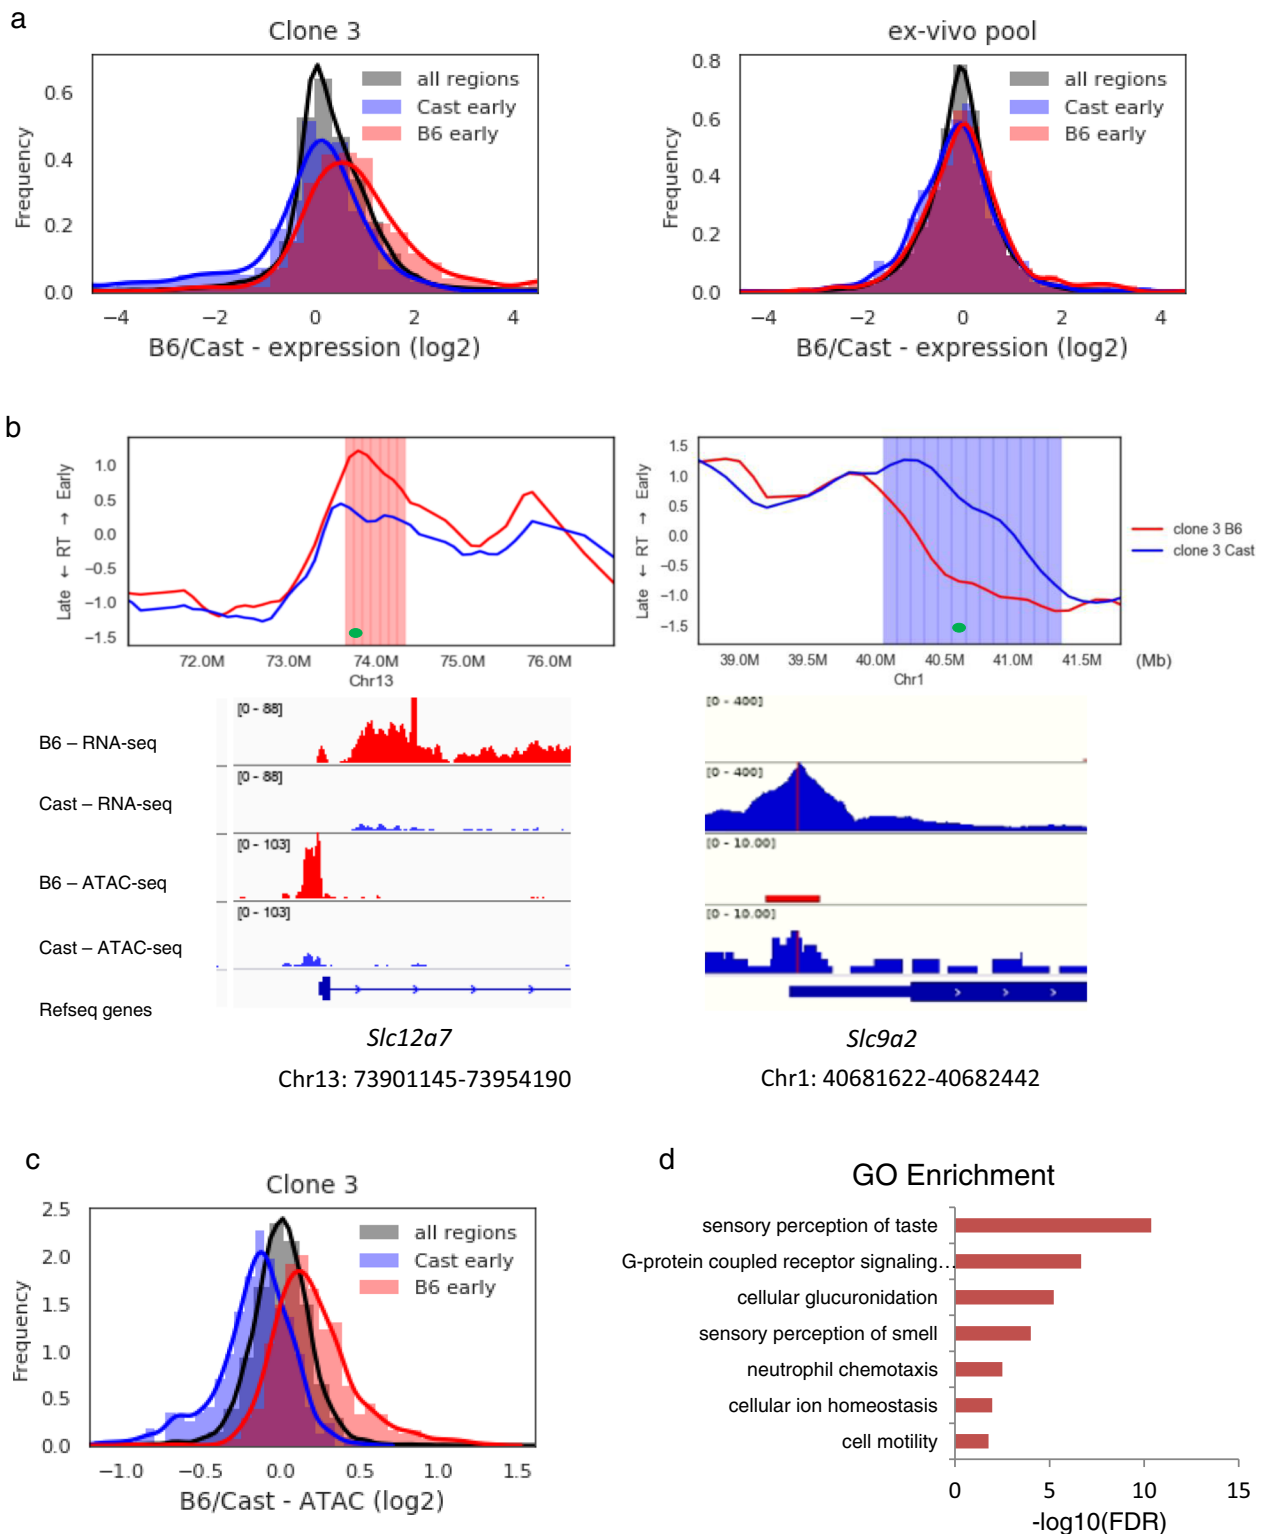 a
Clone 3
all regions
Cast early
B6 early
Frequency
0.6
0.4
0.2
0.0
−4 −2 0 2 4
B6/Cast - expression (log2)
ex-vivo pool
all regions
Cast early
B6 early
Frequency
0.8
0.6
0.4
0.2
0.0
−4 −2 0 2 4
B6/Cast - expression (log2)
b
Late ← RT → Early
1.0
0.5
0.0
−0.5
−1.0
−1.5
72.0M 73.0M 74.0M 75.0M 76.0M
Chr13
Late ← RT → Early
1.5
1.0
0.5
0.0
−0.5
−1.0
−1.5
39.0M 39.5M 40.0M 40.5M 41.0M 41.5M (Mb)
Chr1
clone 3 B6
clone 3 Cast
B6 – RNA-seq
Cast – RNA-seq
B6 – ATAC-seq
Cast – ATAC-seq
Refseq genes
[0 - 88]
[0 - 88]
[0 - 103]
[0 - 103]
Slc12a7
Chr13: 73901145-73954190
[0 - 400]
[0 - 400]
[0 - 10.00]
[0 - 10.00]
Slc9a2
Chr1: 40681622-40682442
c
Clone 3
all regions
Cast early
B6 early
Frequency
2.5
2.0
1.5
1.0
0.5
0.0
−1.0 −0.5 0.0 0.5 1.0 1.5
B6/Cast - ATAC (log2)
d
GO Enrichment
sensory perception of taste
G-protein coupled receptor signaling…
cellular glucuronidation
sensory perception of smell
neutrophil chemotaxis
cellular ion homeostasis
cell motility
0 5 10 15
-log10(FDR)